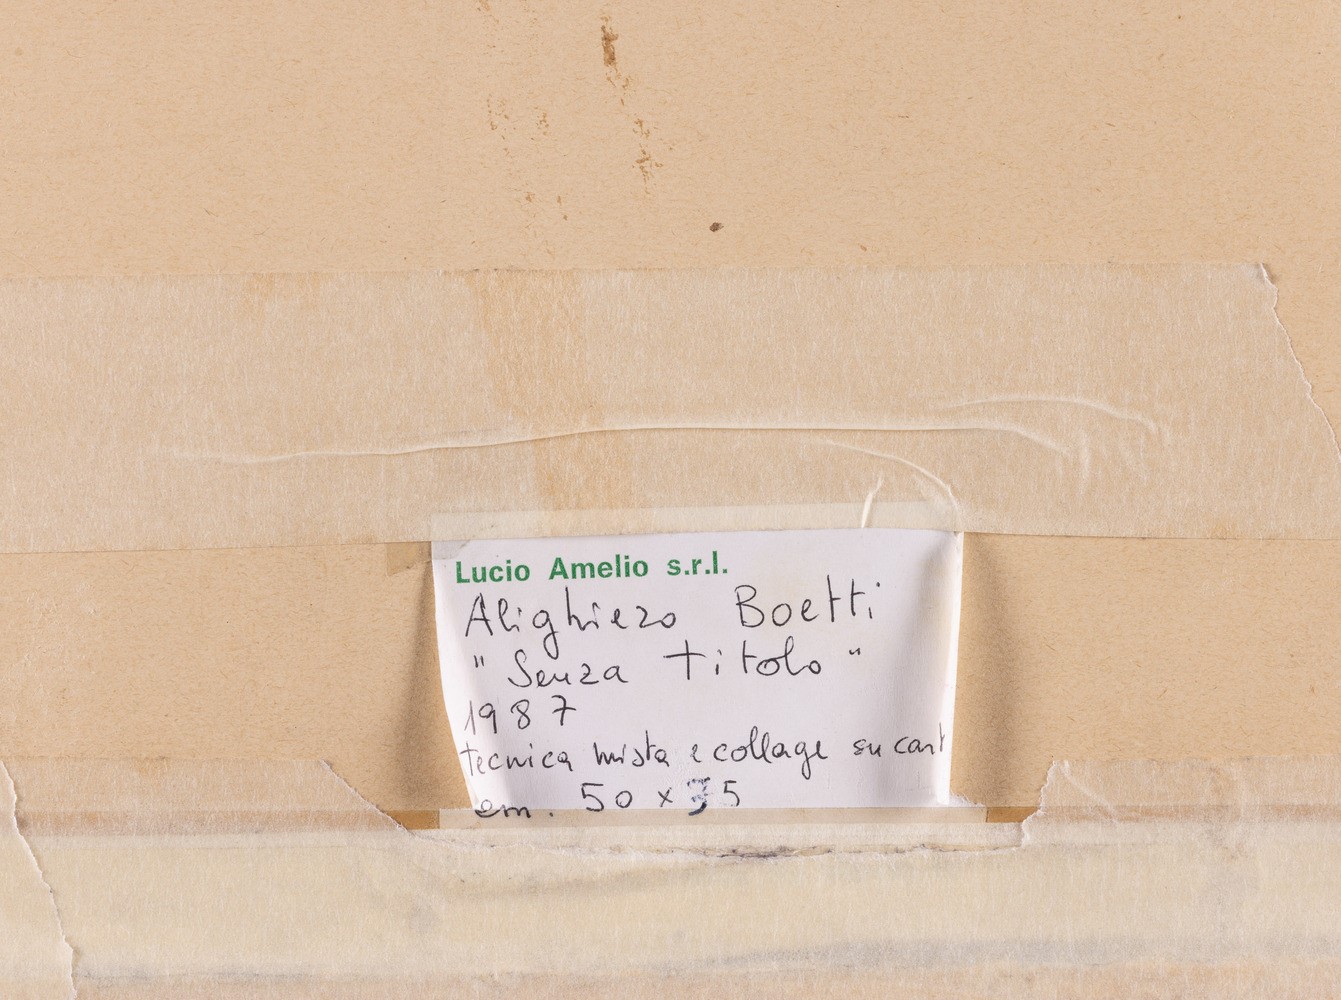 Lucio Amelio s.r.l.
Alighiero Boetti
"Senza titolo"
1987
tecnica mista e collage su cart
cm. 50 x 35